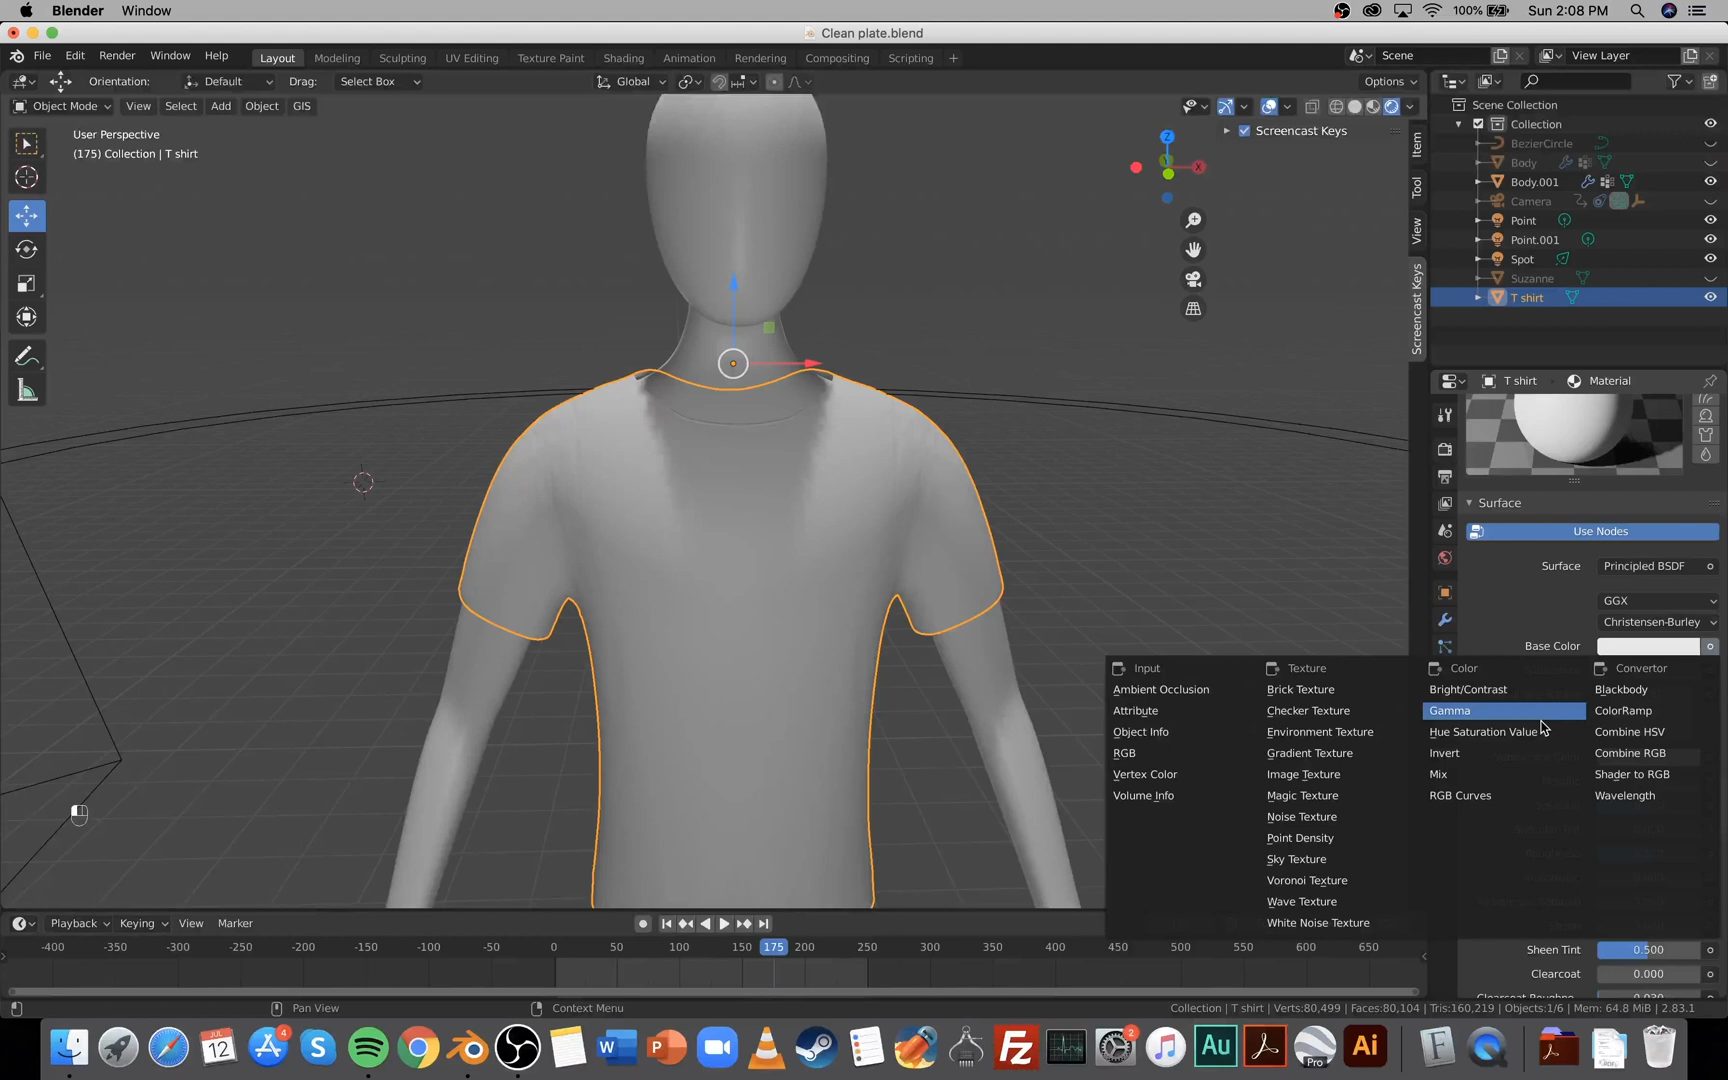 Blender Window
100% Sun 2:08 PM
Clean plate.blend
File Edit Render Window Help Layout Modeling Sculpting UV Editing Texture Paint Shading Animation Rendering Compositing Scripting + Scene View Layer
Orientation: Default Drag: Select Box Global Options
Object Mode View Select Add Object GIS
User Perspective
(175) Collection | T shirt
Screencast Keys
Z
X
Item
Tool
View
Screencast Keys
Scene Collection
Collection
BezierCircle
Body
Body.001
Camera
Point
Point.001
Spot
Suzanne
T shirt
T shirt Material
Surface
Use Nodes
Surface Principled BSDF
GGX
Christensen-Burley
Base Color
Input Texture Color Convertor
Ambient Occlusion Brick Texture Bright/Contrast Blackbody
Attribute Checker Texture Gamma ColorRamp
Object Info Environment Texture Hue Saturation Value Combine HSV
RGB Gradient Texture Invert Combine RGB
Vertex Color Image Texture Mix Shader to RGB
Volume Info Magic Texture RGB Curves Wavelength
Noise Texture
Point Density
Sky Texture
Voronoi Texture
Wave Texture
White Noise Texture
Sheen Tint 0.500
Clearcoat 0.000
Playback Keying View Marker
-400 -350 -300 -250 -200 -150 -100 -50 0 50 100 150 175 200 250 300 350 400 450 500 550 600 650
Pan View Context Menu Collection | T shirt | Verts:80,499 | Faces:80,104 | Tris:160,219 | Objects:1/6 | Mem: 64.8 MiB | 2.83.1
JUL
12
4
S
W
P
Fz
2
Au
Pro
Ai
F